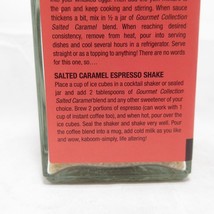 the pan and keep cooking and stirring. When sauce
thickens a bit, mix in ½ a jar of Gourmet Collection
Salted Caramel blend. When reaching desired
consistency, remove from heat, pour into serving
dishes and cool several hours in a refrigerator. Serve
straight or as a topping to anything! There are no
words for this one, so....
SALTED CARAMEL ESPRESSO SHAKE
Place a cup of ice cubes in a cocktail shaker or sealed
jar and add 2 tablespoons of Gourmet Collection
Salted Caramel blend and any other sweetener of your
choice. Brew 2 portions of espresso (can work with 1
cup of instant coffee too), and when hot, pour over the
ice cubes. Seal the shaker and shake very well. Pour
the coffee blend into a mug, add cold milk as you like
and wow, kaboom-simply, life altering!